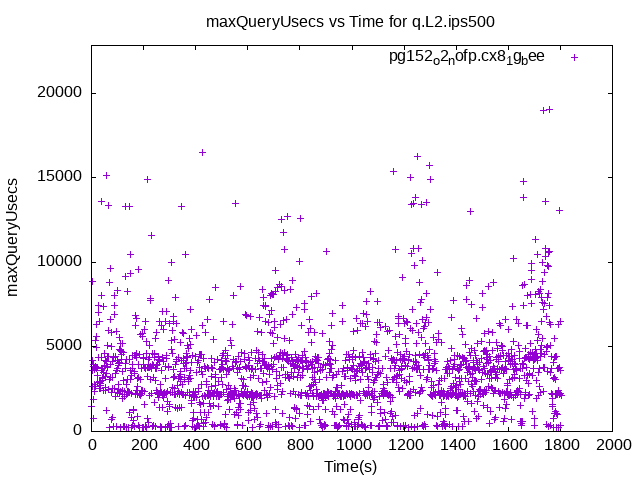 maxQueryUsecs vs Time for q.L2.ips500
pg152_o2_nofp.cx8_1g_bee
20000
15000
10000
5000
0
maxQueryUsecs
0 200 400 600 800 1000 1200 1400 1600 1800 2000
Time(s)